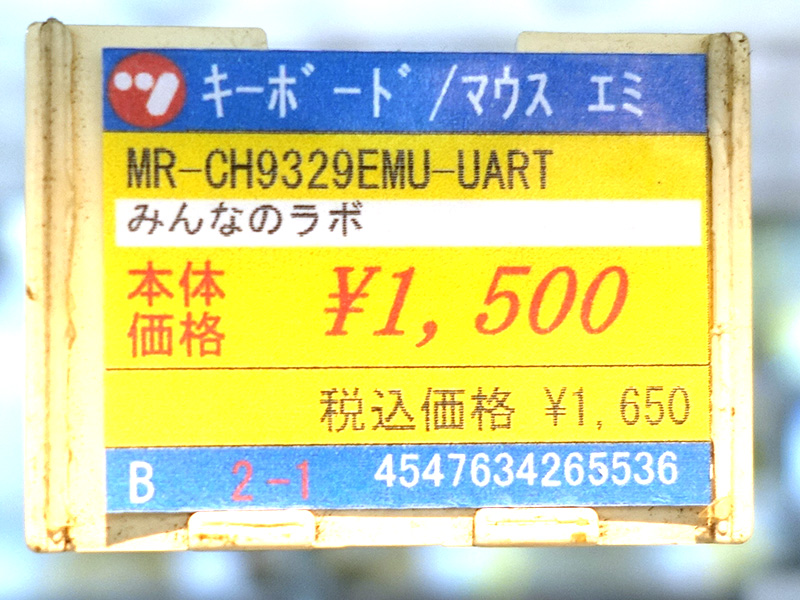 ツ キーボード/マウス エミ
MR-CH9329EMU-UART
みんなのラボ
本体価格 ¥1,500
税込価格 ¥1,650
B 2-1 4547634265536